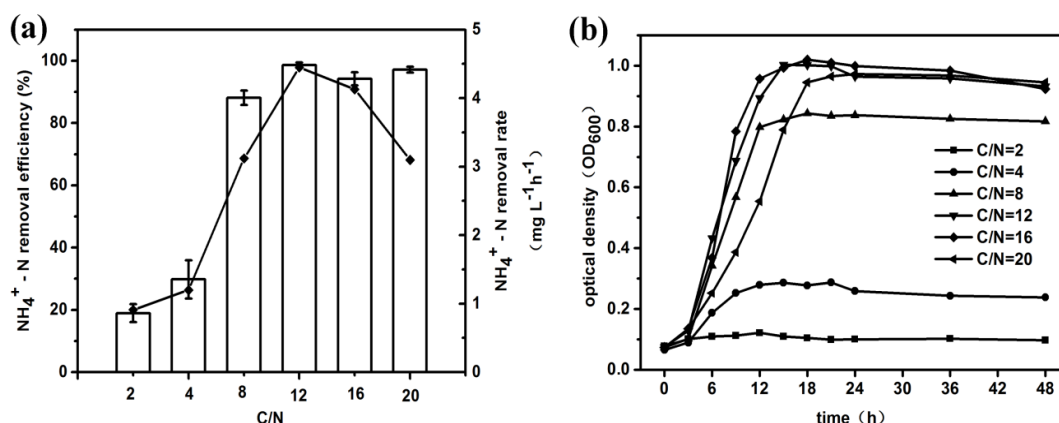 (a)
NH₄⁺ - N removal efficiency (%)
100
80
60
40
20
0
2 4 8 12 16 20
C/N
5
4
3
2
1
0
NH₄⁺ - N removal rate
(mg L⁻¹h⁻¹)
(b)
optical density (OD₆₀₀)
1.0
0.8
0.6
0.4
0.2
0.0
C/N=2
C/N=4
C/N=8
C/N=12
C/N=16
C/N=20
0 6 12 18 24 30 36 42 48
time (h)